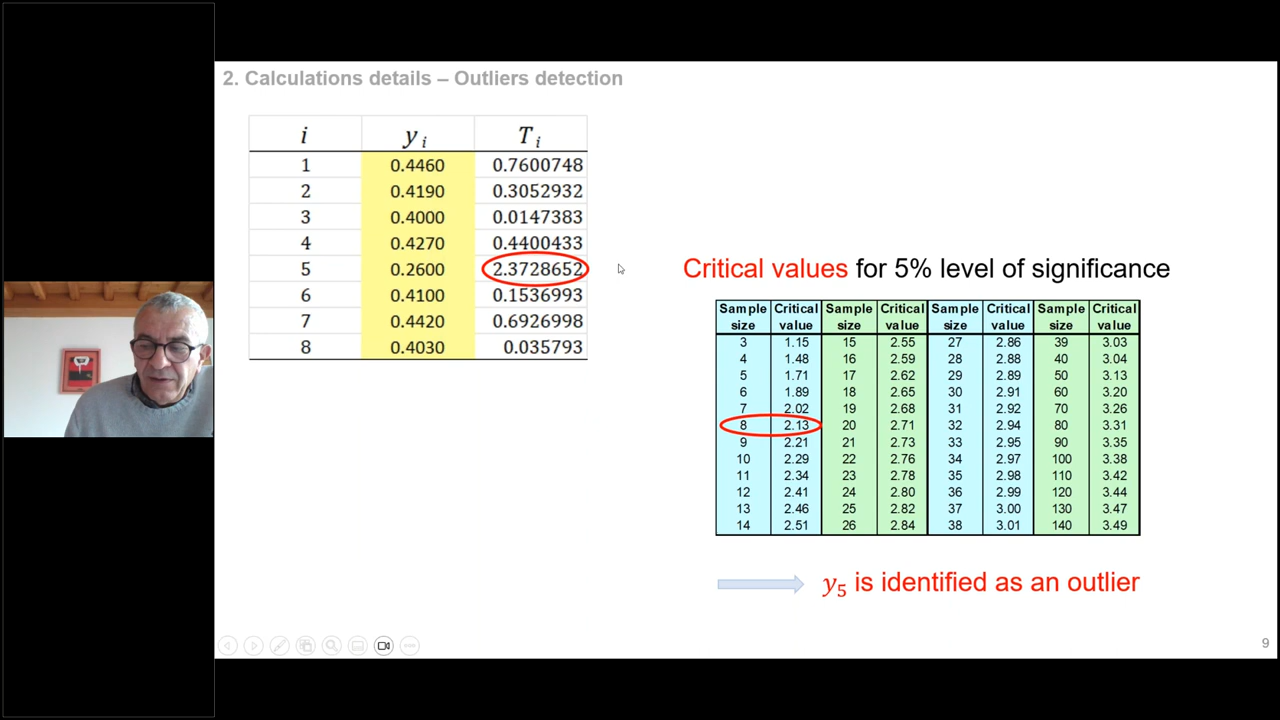 2. Calculations details – Outliers detection
i y i T i
1 0.4460 0.7600748
2 0.4190 0.3052932
3 0.4000 0.0147383
4 0.4270 0.4400433
5 0.2600 2.3728652
6 0.4100 0.1536993
7 0.4420 0.6926998
8 0.4030 0.035793
Critical values for 5% level of significance
Sample size Critical value Sample size Critical value Sample size Critical value Sample size Critical value
3 1.15 15 2.55 27 2.86 39 3.03
4 1.48 16 2.59 28 2.88 40 3.04
5 1.71 17 2.62 29 2.89 50 3.13
6 1.89 18 2.65 30 2.91 60 3.20
7 2.02 19 2.68 31 2.92 70 3.26
8 2.13 20 2.71 32 2.94 80 3.31
9 2.21 21 2.73 33 2.95 90 3.35
10 2.29 22 2.76 34 2.97 100 3.38
11 2.34 23 2.78 35 2.98 110 3.42
12 2.41 24 2.80 36 2.99 120 3.44
13 2.46 25 2.82 37 3.00 130 3.47
14 2.51 26 2.84 38 3.01 140 3.49
y5 is identified as an outlier
9